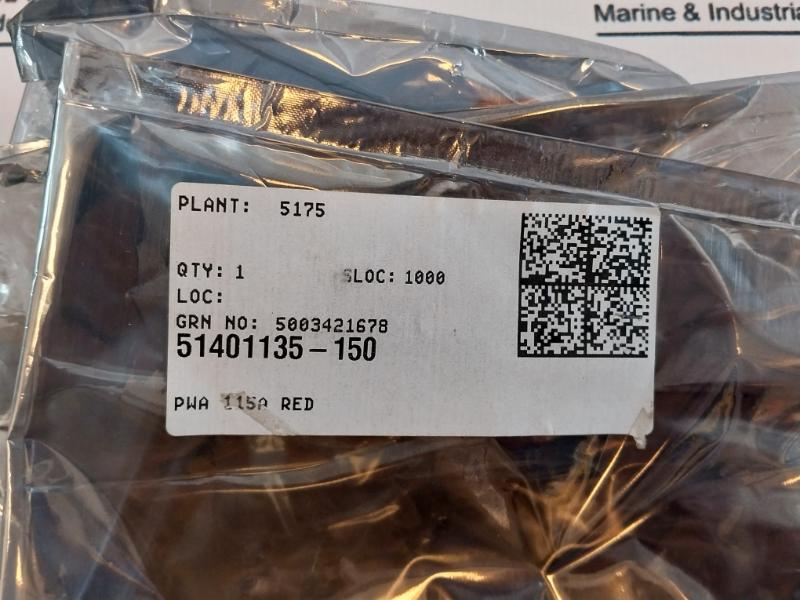 Marine & Industria
PLANT: 5175
QTY: 1 SLOC: 1000
LOC:
GRN NO: 5003421678
51401135-150
PWA 115A RED